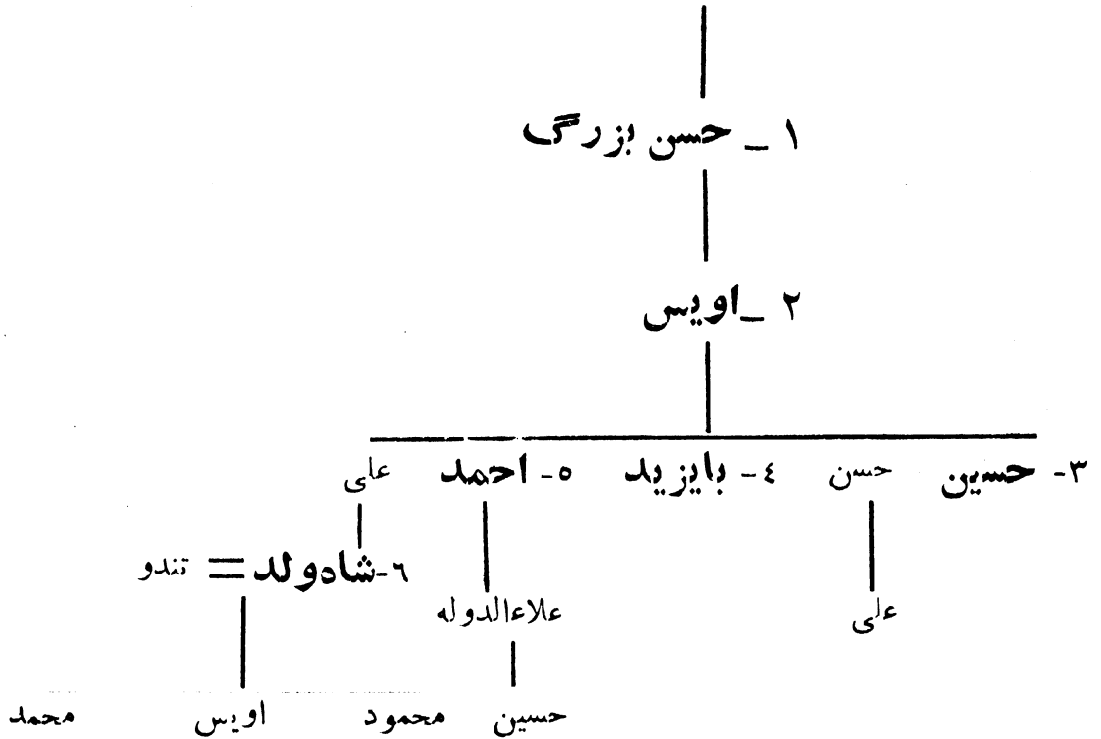 ۱ _ حسن بزرگ
۲ _ اویس
۳- حسین حسن ٤- بایزید ٥- احمد علی
٦-شاه‌ولد = تندو
علی علاءالدوله
حسین محمود اویس محمد